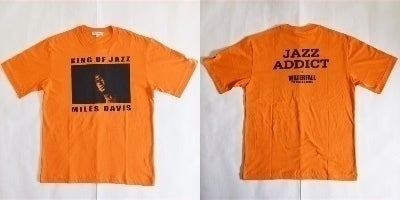 KING OF JAZZ
MILES DAVIS
JAZZ
ADDICT
WATERFALL